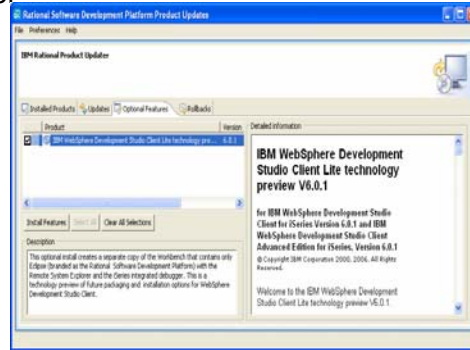 Rational Software Development Platform Product Updates
File Preferences Help
IBM Rational Product Updater
Installed Products Updates Optional Features Rollbacks
Product Version
IBM WebSphere Development Studio Client Lite technology pre... 6.0.1
Install Features Select All Clear All Selections
Description
This optional install creates a separate copy of the Workbench that contains only
Eclipse (branded as the Rational Software Development Platform) with the
Remote System Explorer and the iSeries integrated debugger. This is a
technology preview of future packaging and installation options for WebSphere
Development Studio Client.
Detailed information
IBM WebSphere Development
Studio Client Lite technology
preview V6.0.1
for IBM WebSphere Development Studio
Client for iSeries Version 6.0.1 and IBM
WebSphere Development Studio Client
Advanced Edition for iSeries, Version 6.0.1
© Copyright IBM Corporation 2000, 2006. All Rights
Reserved.
Welcome to the IBM WebSphere Development
Studio Client Lite technology preview V6.0.1.